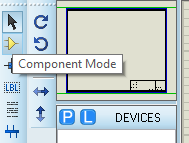 Component Mode
LBL
P L DEVICES